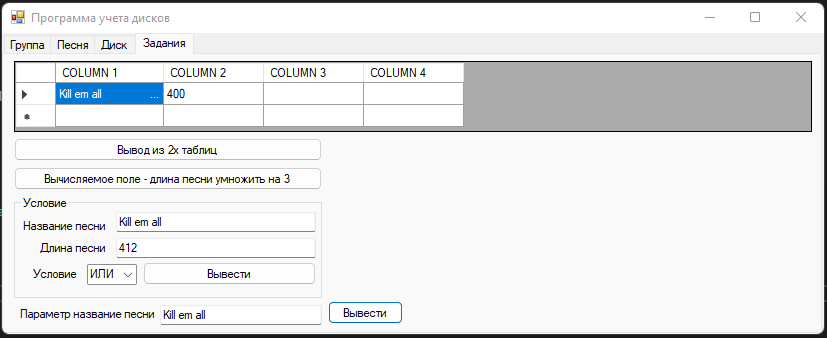 Программа учета дисков
Группа Песня Диск Задания
COLUMN 1 COLUMN 2 COLUMN 3 COLUMN 4
Kill em all ... 400
Вывод из 2х таблиц
Вычисляемое поле - длина песни умножить на 3
Условие
Название песни Kill em all
Длина песни 412
Условие ИЛИ Вывести
Параметр название песни Kill em all Вывести